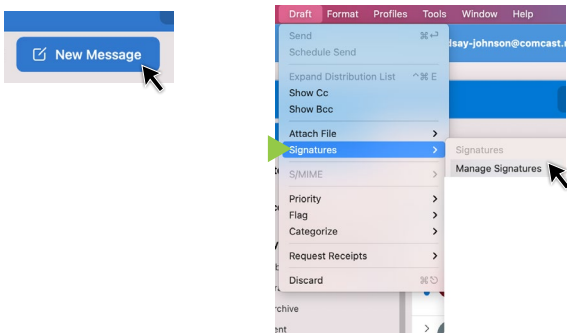 New Message
Draft Format Profiles Tools Window Help
Send ⌘↩
Schedule Send
say-johnson@comcast.
Expand Distribution List ^⌘ E
Show Cc
Show Bcc
Attach File
Signatures
Signatures
Manage Signatures
S/MIME
Priority
Flag
Categorize
Request Receipts
Discard ⌘⎋
rchive
ent